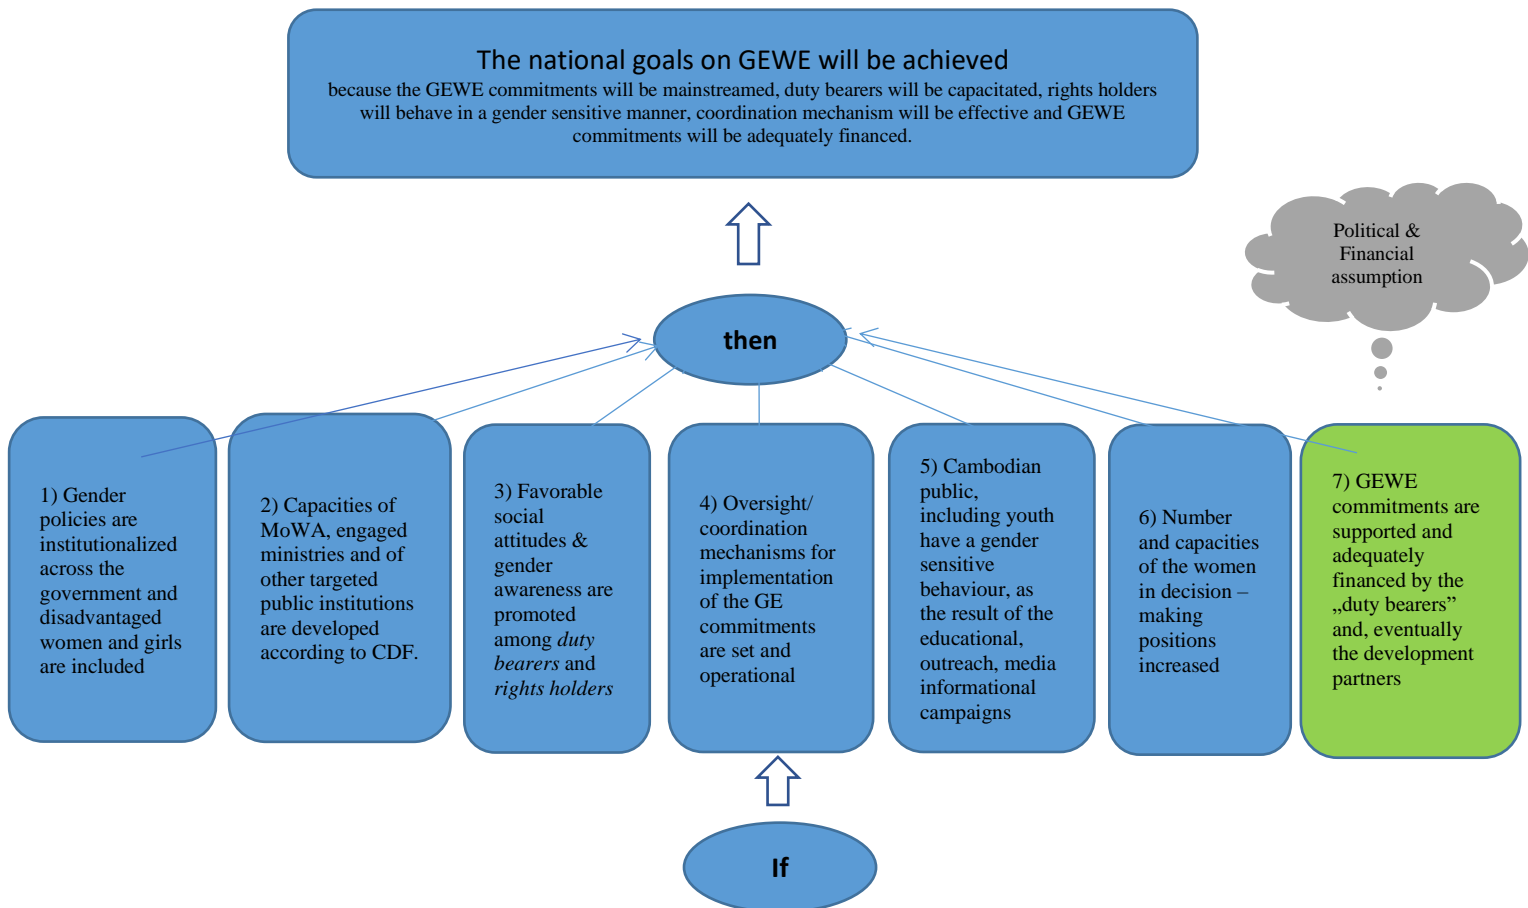 The national goals on GEWE will be achieved
because the GEWE commitments will be mainstreamed, duty bearers will be capacitated, rights holders
will behave in a gender sensitive manner, coordination mechanism will be effective and GEWE
commitments will be adequately financed.
Political &
Financial
assumption
then
1) Gender
policies are
institutionalized
across the
government and
disadvantaged
women and girls
are included
2) Capacities of
MoWA, engaged
ministries and of
other targeted
public institutions
are developed
according to CDF.
3) Favorable
social
attitudes &
gender
awareness are
promoted
among duty
bearers and
rights holders
4) Oversight/
coordination
mechanisms for
implementation
of the GE
commitments
are set and
operational
5) Cambodian
public,
including youth
have a gender
sensitive
behaviour, as
the result of the
educational,
outreach, media
informational
campaigns
6) Number
and capacities
of the women
in decision –
making
positions
increased
7) GEWE
commitments are
supported and
adequately
financed by the
„duty bearers”
and, eventually
the development
partners
If